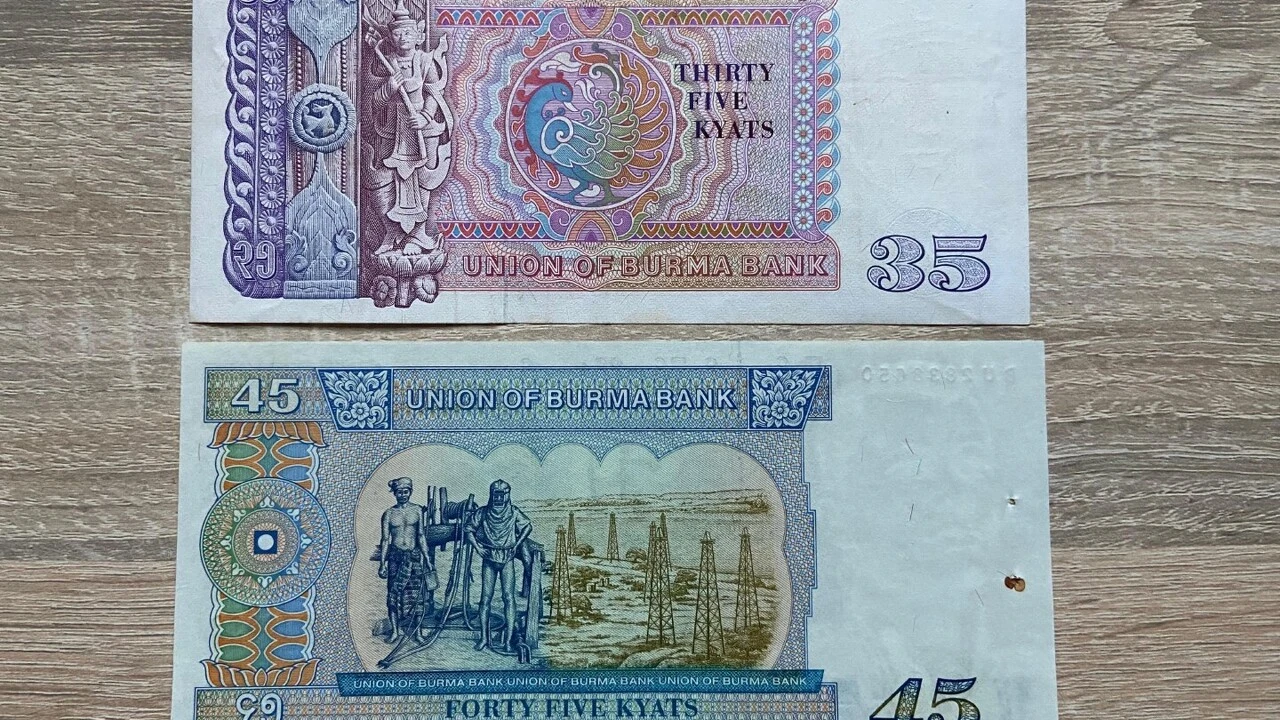 THIRTY
FIVE
KYATS
၃၅
UNION OF BURMA BANK
35
45
UNION OF BURMA BANK
UNION OF BURMA BANK UNION OF BURMA BANK UNION OF BURMA BANK
၄၅
FORTY FIVE KYATS
45